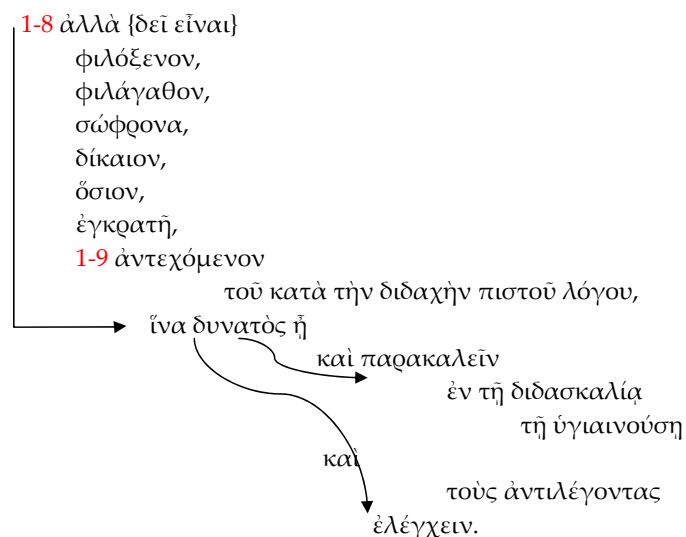 1-8 ἀλλὰ {δεῖ εἶναι}
φιλόξενον,
φιλάγαθον,
σώφρονα,
δίκαιον,
ὅσιον,
ἐγκρατῆ,
1-9 ἀντεχόμενον
τοῦ κατὰ τὴν διδαχὴν πιστοῦ λόγου,
ἵνα δυνατὸς ᾖ
καὶ παρακαλεῖν
ἐν τῇ διδασκαλίᾳ
τῇ ὑγιαινούσῃ
καὶ
τοὺς ἀντιλέγοντας
ἐλέγχειν.